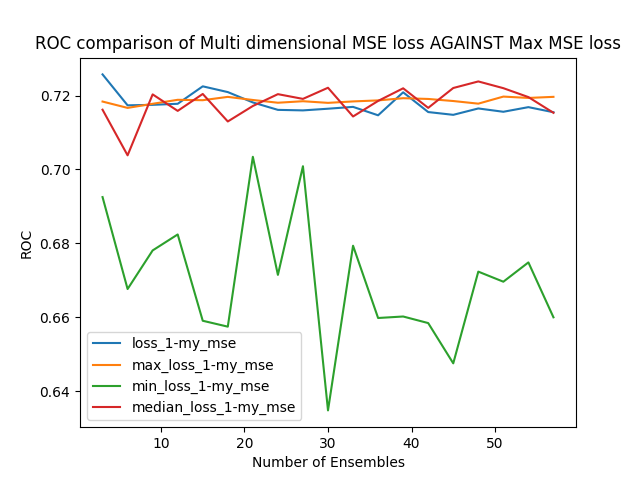 ROC comparison of Multi dimensional MSE loss AGAINST Max MSE loss
0.72
0.70
0.68
0.66
0.64
ROC
loss_1-my_mse
max_loss_1-my_mse
min_loss_1-my_mse
median_loss_1-my_mse
10 20 30 40 50
Number of Ensembles